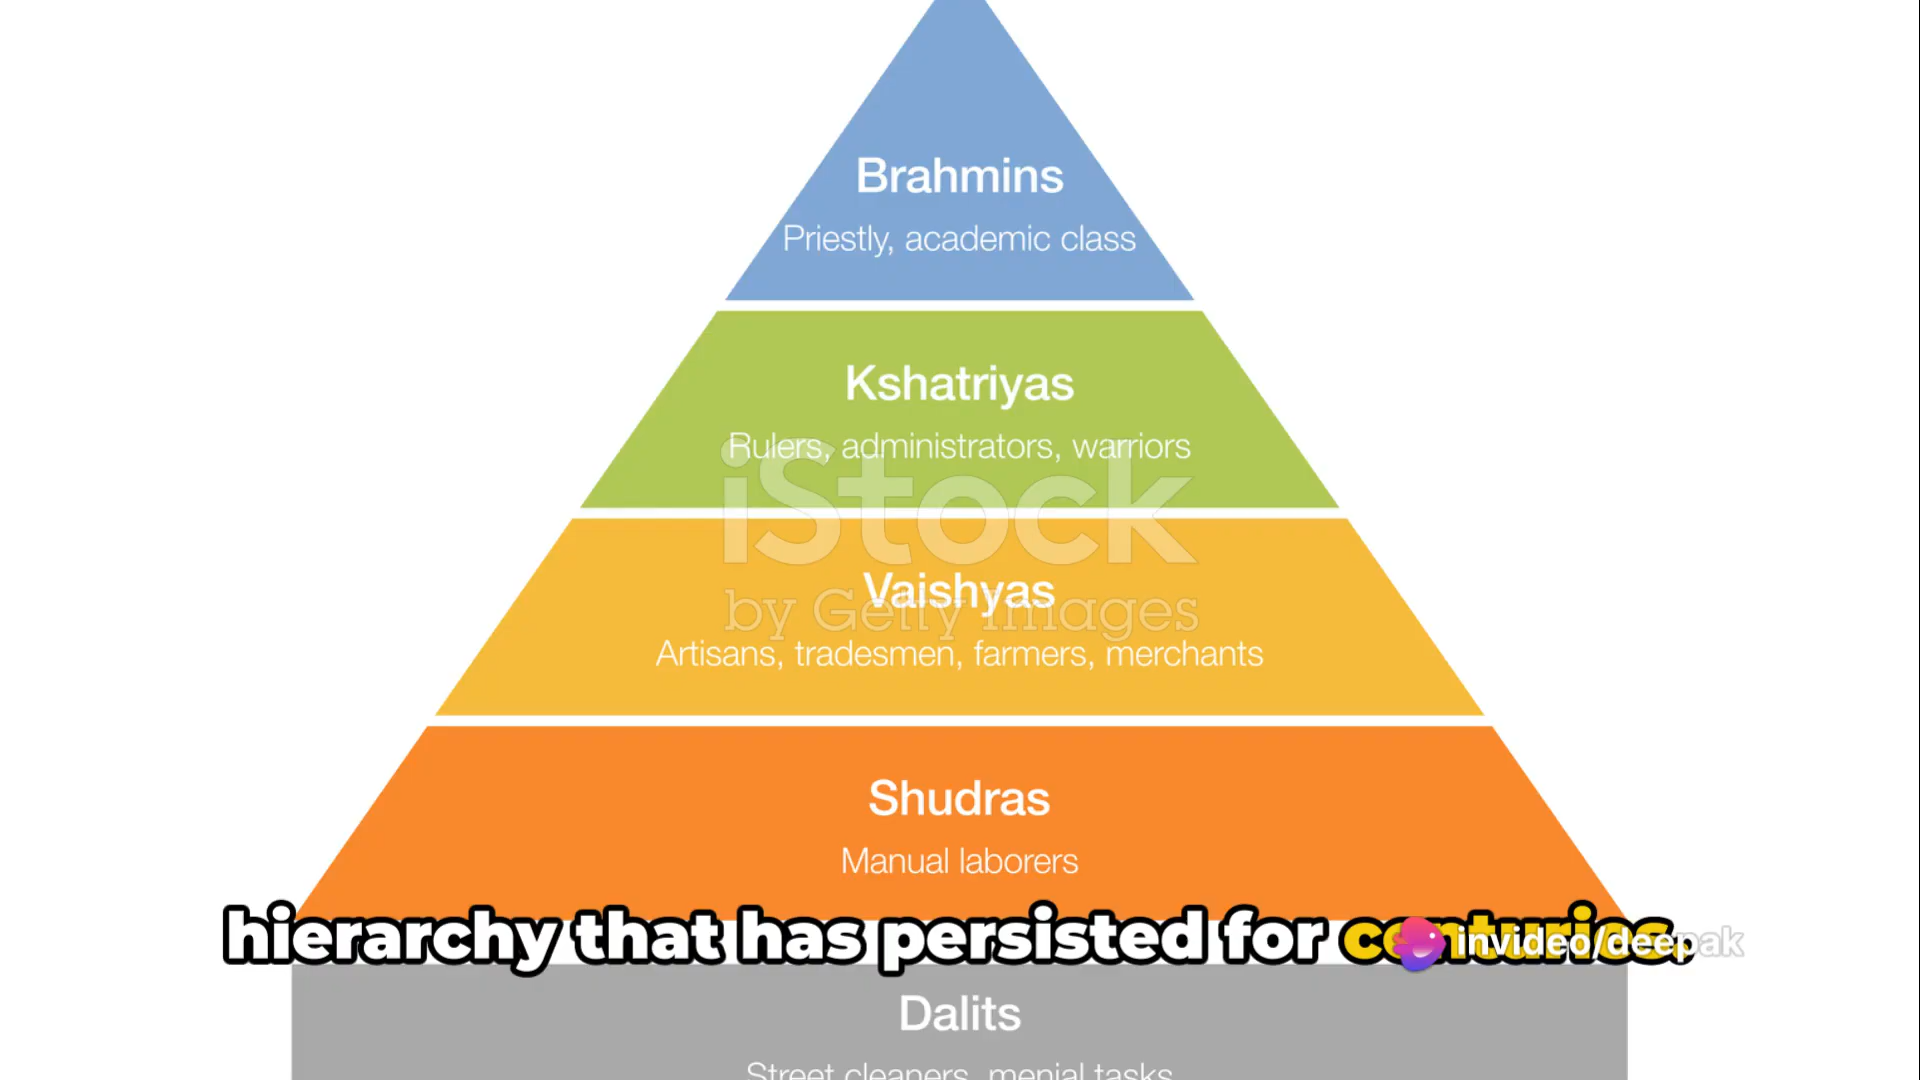 Brahmins
Priestly, academic class
Kshatriyas
Rulers, administrators, warriors
iStock
Vaishyas
by Getty Images
Artisans, tradesmen, farmers, merchants
Shudras
Manual laborers
hierarchy that has persisted for centuries.
invideo/deepak
Dalits
Street cleaners, menial tasks